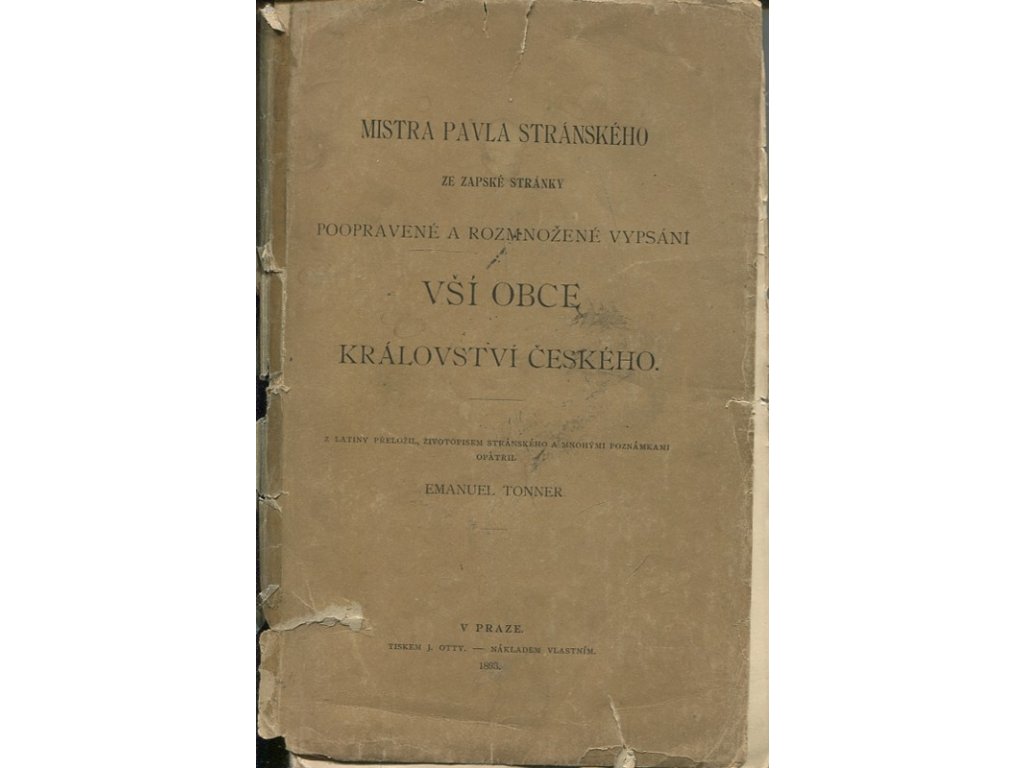 MISTRA PAVLA STRÁNSKÉHO
ZE ZAPSKÉ STRÁNKY
POOPRAVENÉ A ROZMNOŽENÉ VYPSÁNÍ
VŠÍ OBCE
KRÁLOVSTVÍ ČESKÉHO.
Z LATINY PŘELOŽIL, ŽIVOTOPISEM STRÁNSKÉHO A MNOHÝMI POZNÁMKAMI
OPATŘIL
EMANUEL TONNER
V PRAZE.
TISKEM J. OTTY. — NÁKLADEM VLASTNÍM.
1893.